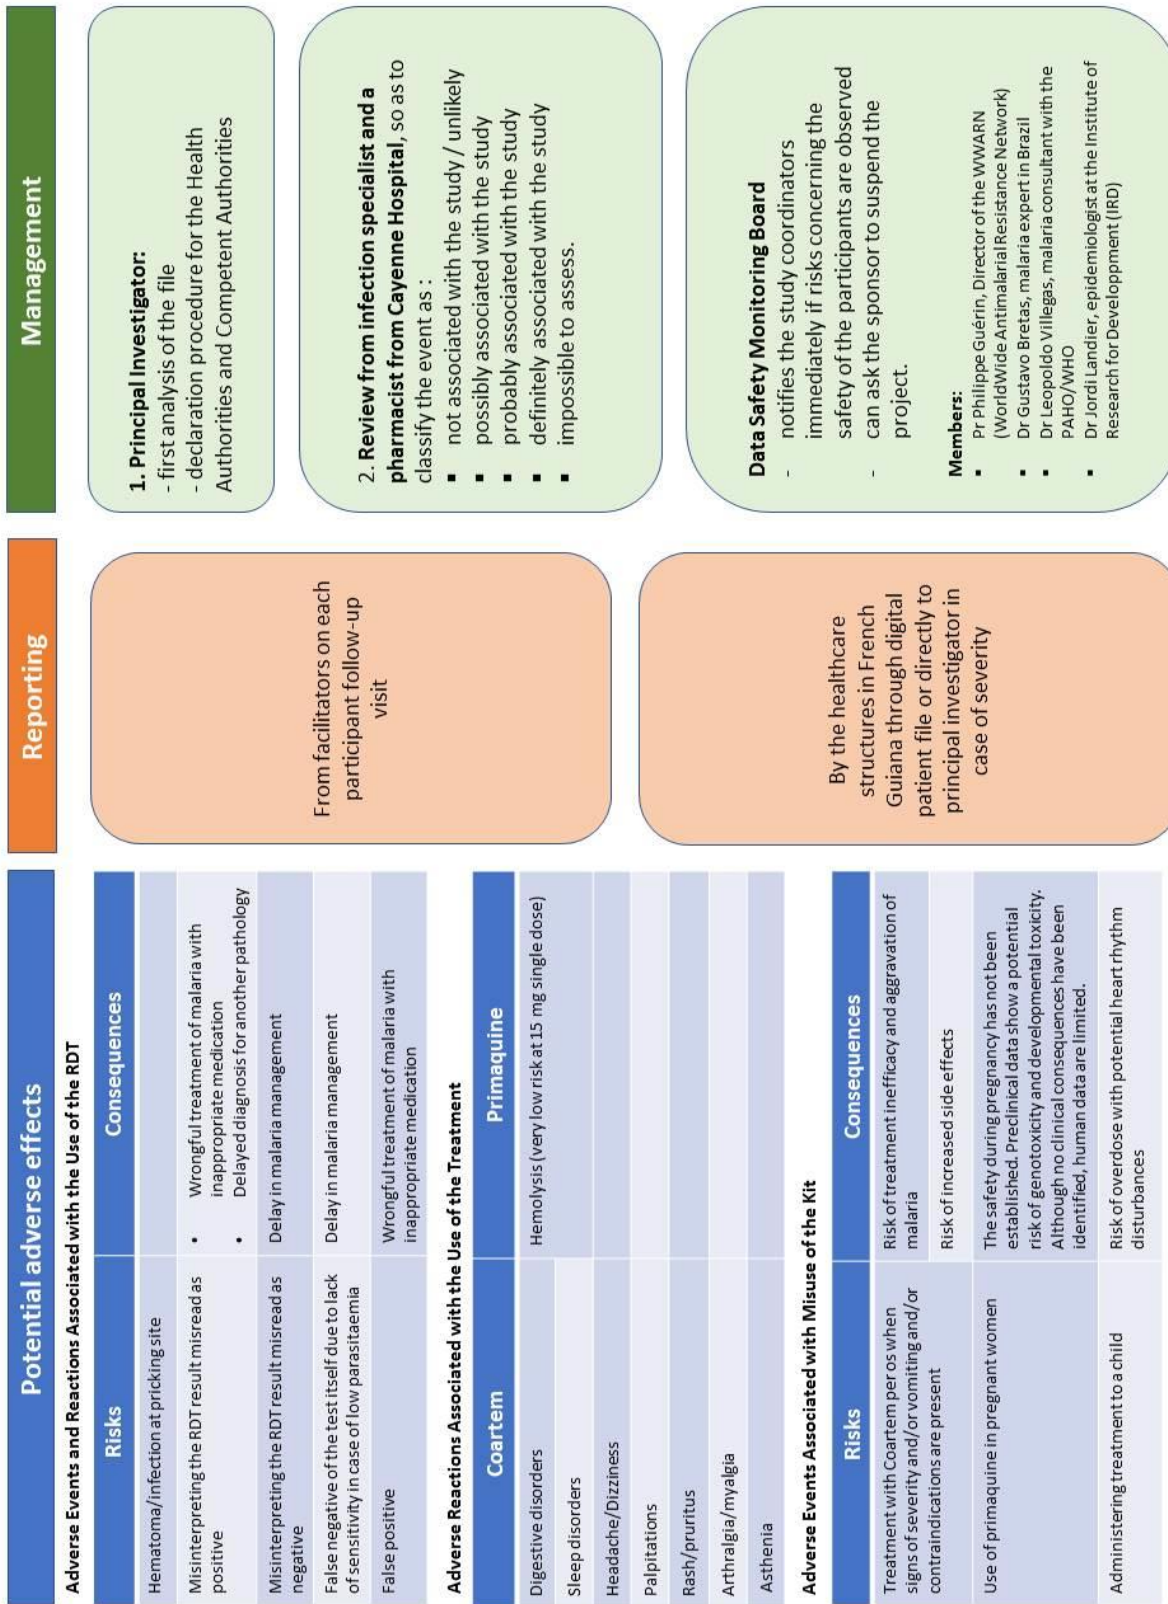 Potential adverse effects
Adverse Events and Reactions Associated with the Use of the RDT
Risks
Consequences
Hematoma/infection at pricking site
Misinterpreting the RDT result misread as
positive
• Wrongful treatment of malaria with
inappropriate medication
• Delayed diagnosis for another pathology
Misinterpreting the RDT result misread as
negative
Delay in malaria management
False negative of the test itself due to lack
of sensitivity in case of low parasitaemia
Delay in malaria management
False positive
Wrongful treatment of malaria with
inappropriate medication
Adverse Reactions Associated with the Use of the Treatment
Coartem
Primaquine
Digestive disorders
Hemolysis (very low risk at 15 mg single dose)
Sleep disorders
Headache/Dizziness
Palpitations
Rash/pruritus
Arthralgia/myalgia
Asthenia
Adverse Events Associated with Misuse of the Kit
Risks
Consequences
Treatment with Coartem per os when
signs of severity and/or vomiting and/or
contraindications are present
Risk of treatment inefficacy and aggravation of
malaria
Risk of increased side effects
Use of primaquine in pregnant women
The safety during pregnancy has not been
established. Preclinical data show a potential
risk of genotoxicity and developmental toxicity.
Although no clinical consequences have been
identified, human data are limited.
Administering treatment to a child
Risk of overdose with potential heart rhythm
disturbances
Reporting
From facilitators on each
participant follow-up
visit
By the healthcare
structures in French
Guiana through digital
patient file or directly to
principal investigator in
case of severity
Management
1. Principal Investigator:
- first analysis of the file
- declaration procedure for the Health
Authorities and Competent Authorities
2. Review from infection specialist and a
pharmacist from Cayenne Hospital, so as to
classify the event as :
▪ not associated with the study / unlikely
▪ possibly associated with the study
▪ probably associated with the study
▪ definitely associated with the study
▪ impossible to assess.
Data Safety Monitoring Board
- notifies the study coordinators
immediately if risks concerning the
safety of the participants are observed
- can ask the sponsor to suspend the
project.
Members:
▪ Pr Philippe Guérin, Director of the WWARN
(WorldWide Antimalarial Resistance Network)
▪ Dr Gustavo Bretas, malaria expert in Brazil
▪ Dr Leopoldo Villegas, malaria consultant with the
PAHO/WHO
▪ Dr Jordi Landier, epidemiologist at the Institute of
Research for Developpment (IRD)